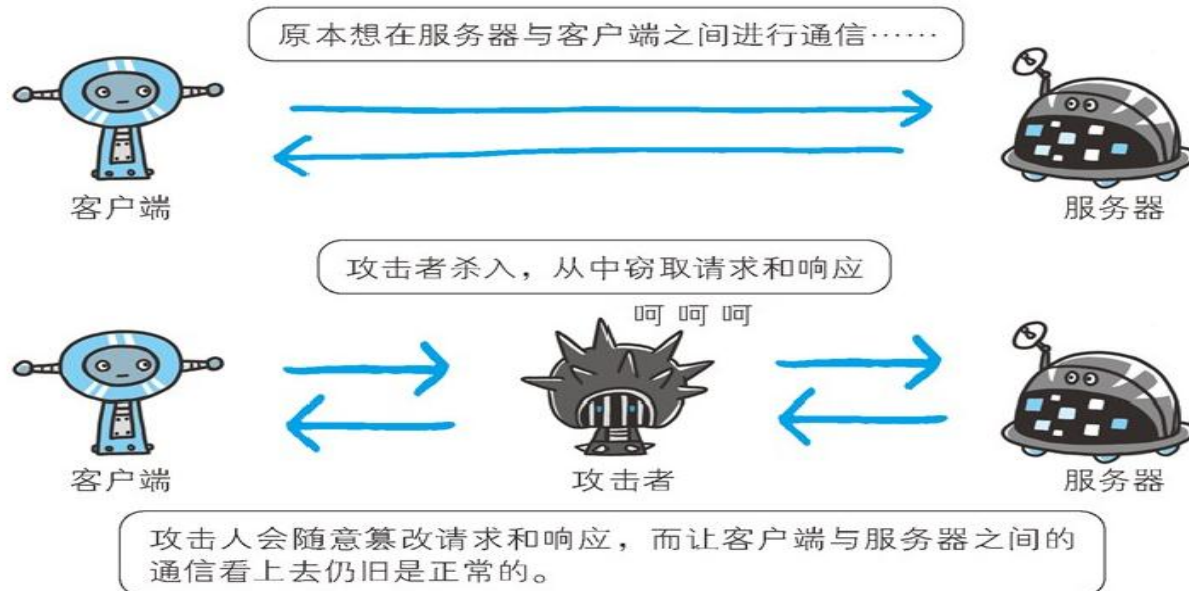 原本想在服务器与客户端之间进行通信……
客户端
服务器
攻击者杀入，从中窃取请求和响应
呵呵呵
客户端
攻击者
服务器
攻击人会随意篡改请求和响应，而让客户端与服务器之间的
通信看上去仍旧是正常的。